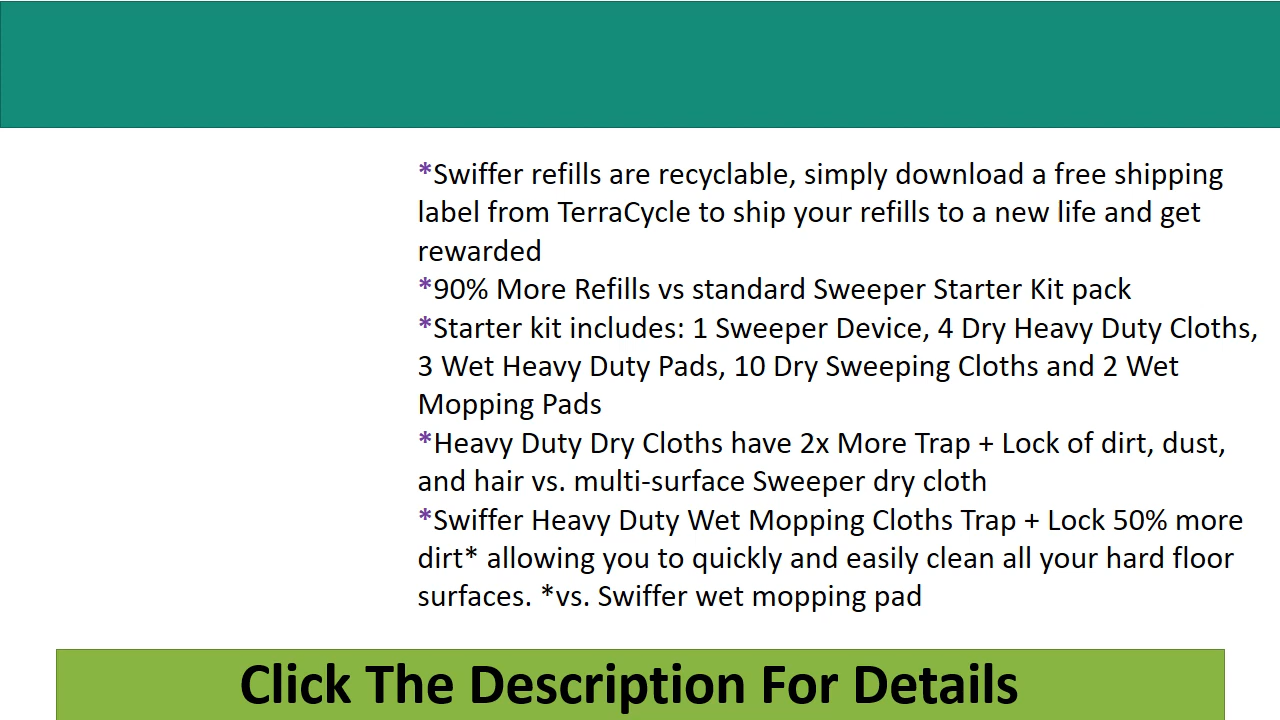 *Swiffer refills are recyclable, simply download a free shipping
label from TerraCycle to ship your refills to a new life and get
rewarded
*90% More Refills vs standard Sweeper Starter Kit pack
*Starter kit includes: 1 Sweeper Device, 4 Dry Heavy Duty Cloths,
3 Wet Heavy Duty Pads, 10 Dry Sweeping Cloths and 2 Wet
Mopping Pads
*Heavy Duty Dry Cloths have 2x More Trap + Lock of dirt, dust,
and hair vs. multi-surface Sweeper dry cloth
*Swiffer Heavy Duty Wet Mopping Cloths Trap + Lock 50% more
dirt* allowing you to quickly and easily clean all your hard floor
surfaces. *vs. Swiffer wet mopping pad
Click The Description For Details